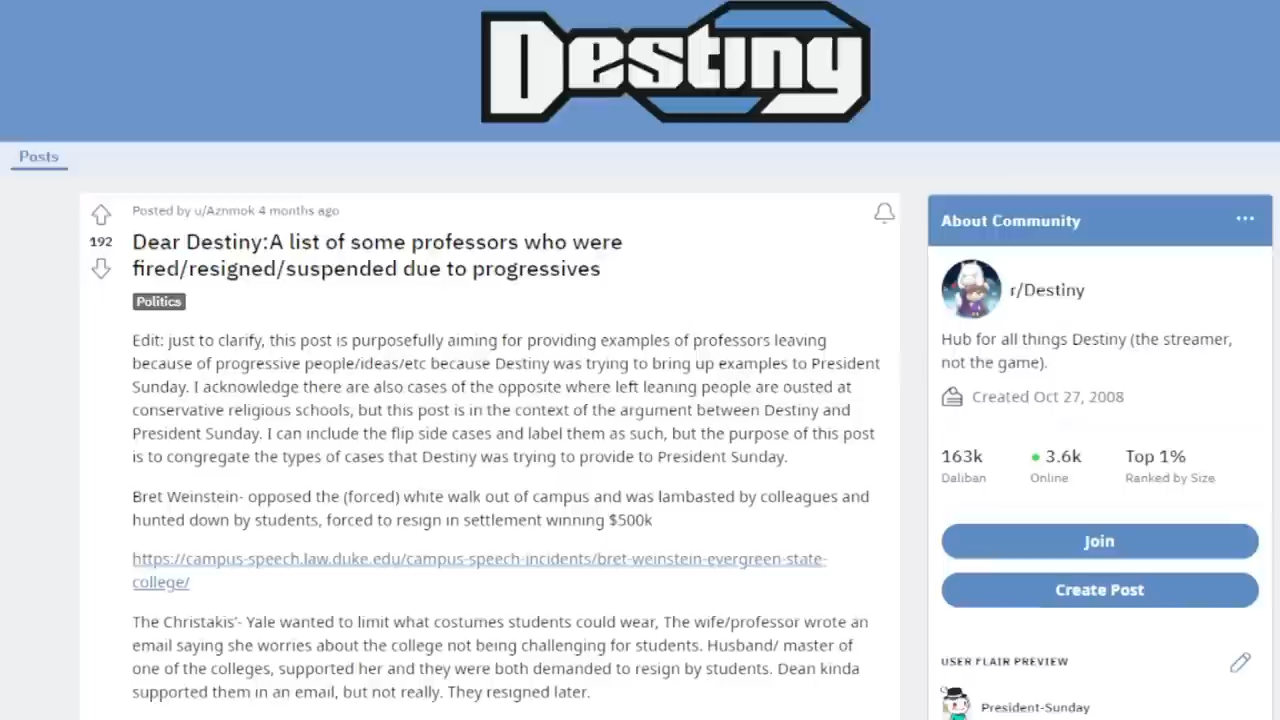 Destiny
Posts
Posted by u/Aznmok 4 months ago
192
Dear Destiny:A list of some professors who were
fired/resigned/suspended due to progressives
Politics
Edit: just to clarify, this post is purposefully aiming for providing examples of professors leaving
because of progressive people/ideas/etc because Destiny was trying to bring up examples to President
Sunday. I acknowledge there are also cases of the opposite where left leaning people are ousted at
conservative religious schools, but this post is in the context of the argument between Destiny and
President Sunday. I can include the flip side cases and label them as such, but the purpose of this post
is to congregate the types of cases that Destiny was trying to provide to President Sunday.
Bret Weinstein- opposed the (forced) white walk out of campus and was lambasted by colleagues and
hunted down by students, forced to resign in settlement winning $500k
https://campus-speech.law.duke.edu/campus-speech-incidents/bret-weinstein-evergreen-state-
college/
The Christakis'- Yale wanted to limit what costumes students could wear, The wife/professor wrote an
email saying she worries about the college not being challenging for students. Husband/ master of
one of the colleges, supported her and they were both demanded to resign by students. Dean kinda
supported them in an email, but not really. They resigned later.
About Community
r/Destiny
Hub for all things Destiny (the streamer,
not the game).
Created Oct 27, 2008
163k 3.6k Top 1%
Daliban Online Ranked by Size
Join
Create Post
USER FLAIR PREVIEW
President-Sunday